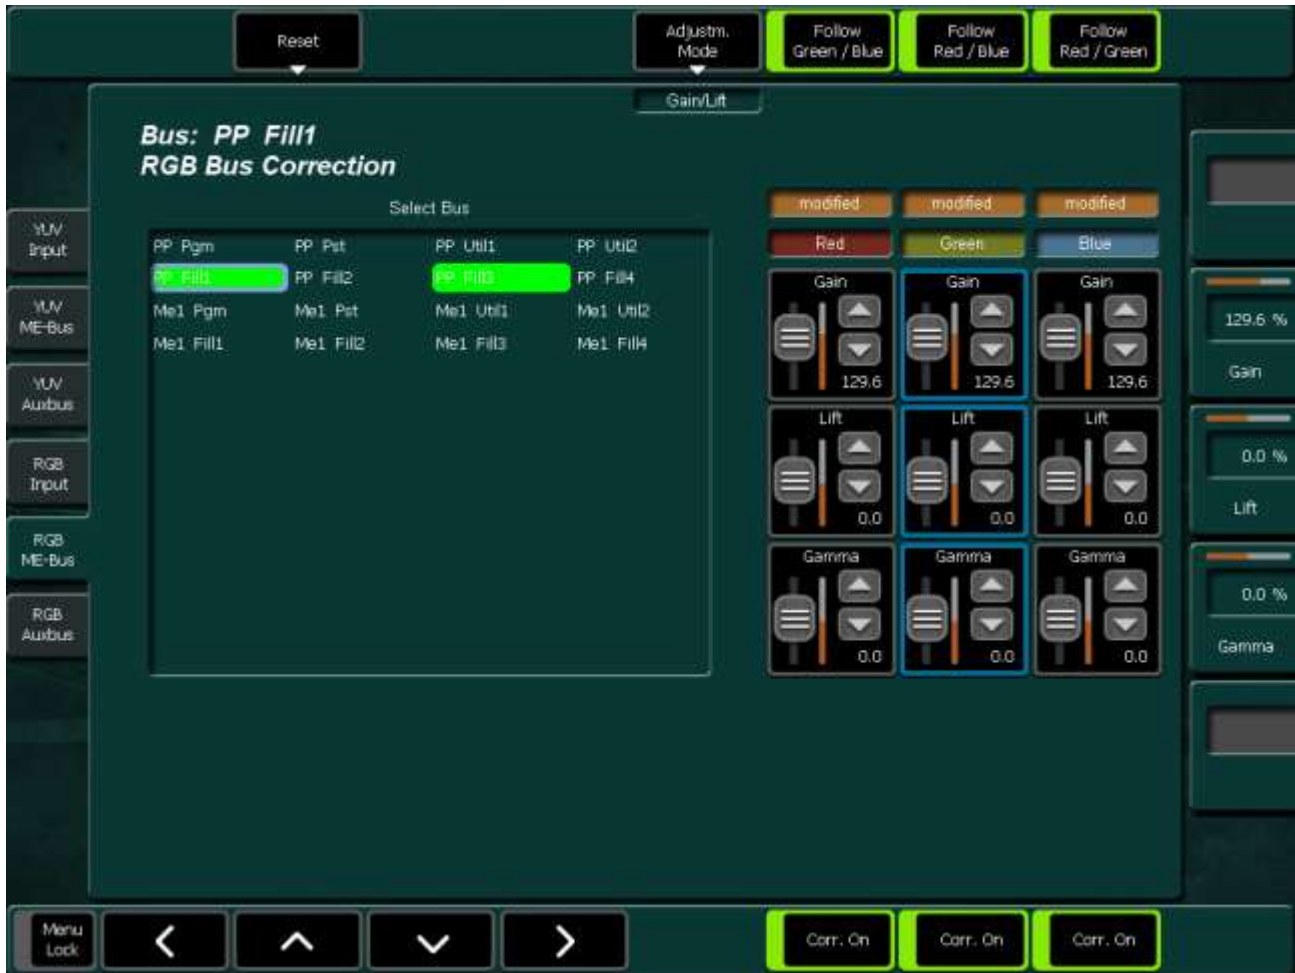 Reset
Adjustm.
Mode
Follow
Green / Blue
Follow
Red / Blue
Follow
Red / Green
Gain/Lift
Bus: PP Fill1
RGB Bus Correction
Select Bus
PP Pgm PP Pst PP Util1 PP Util2
PP Fill1 PP Fill2 PP Fill3 PP Fill4
Me1 Pgm Me1 Pst Me1 Util1 Me1 Util2
Me1 Fill1 Me1 Fill2 Me1 Fill3 Me1 Fill4
YUV
Input
YUV
ME-Bus
YUV
Auxbus
RGB
Input
RGB
ME-Bus
RGB
Auxbus
modified modified modified
Red Green Blue
Gain Gain Gain
129.6 129.6 129.6
Lift Lift Lift
0.0 0.0 0.0
Gamma Gamma Gamma
0.0 0.0 0.0
129.6 %
Gain
0.0 %
Lift
0.0 %
Gamma
Menu
Lock
Corr. On Corr. On Corr. On